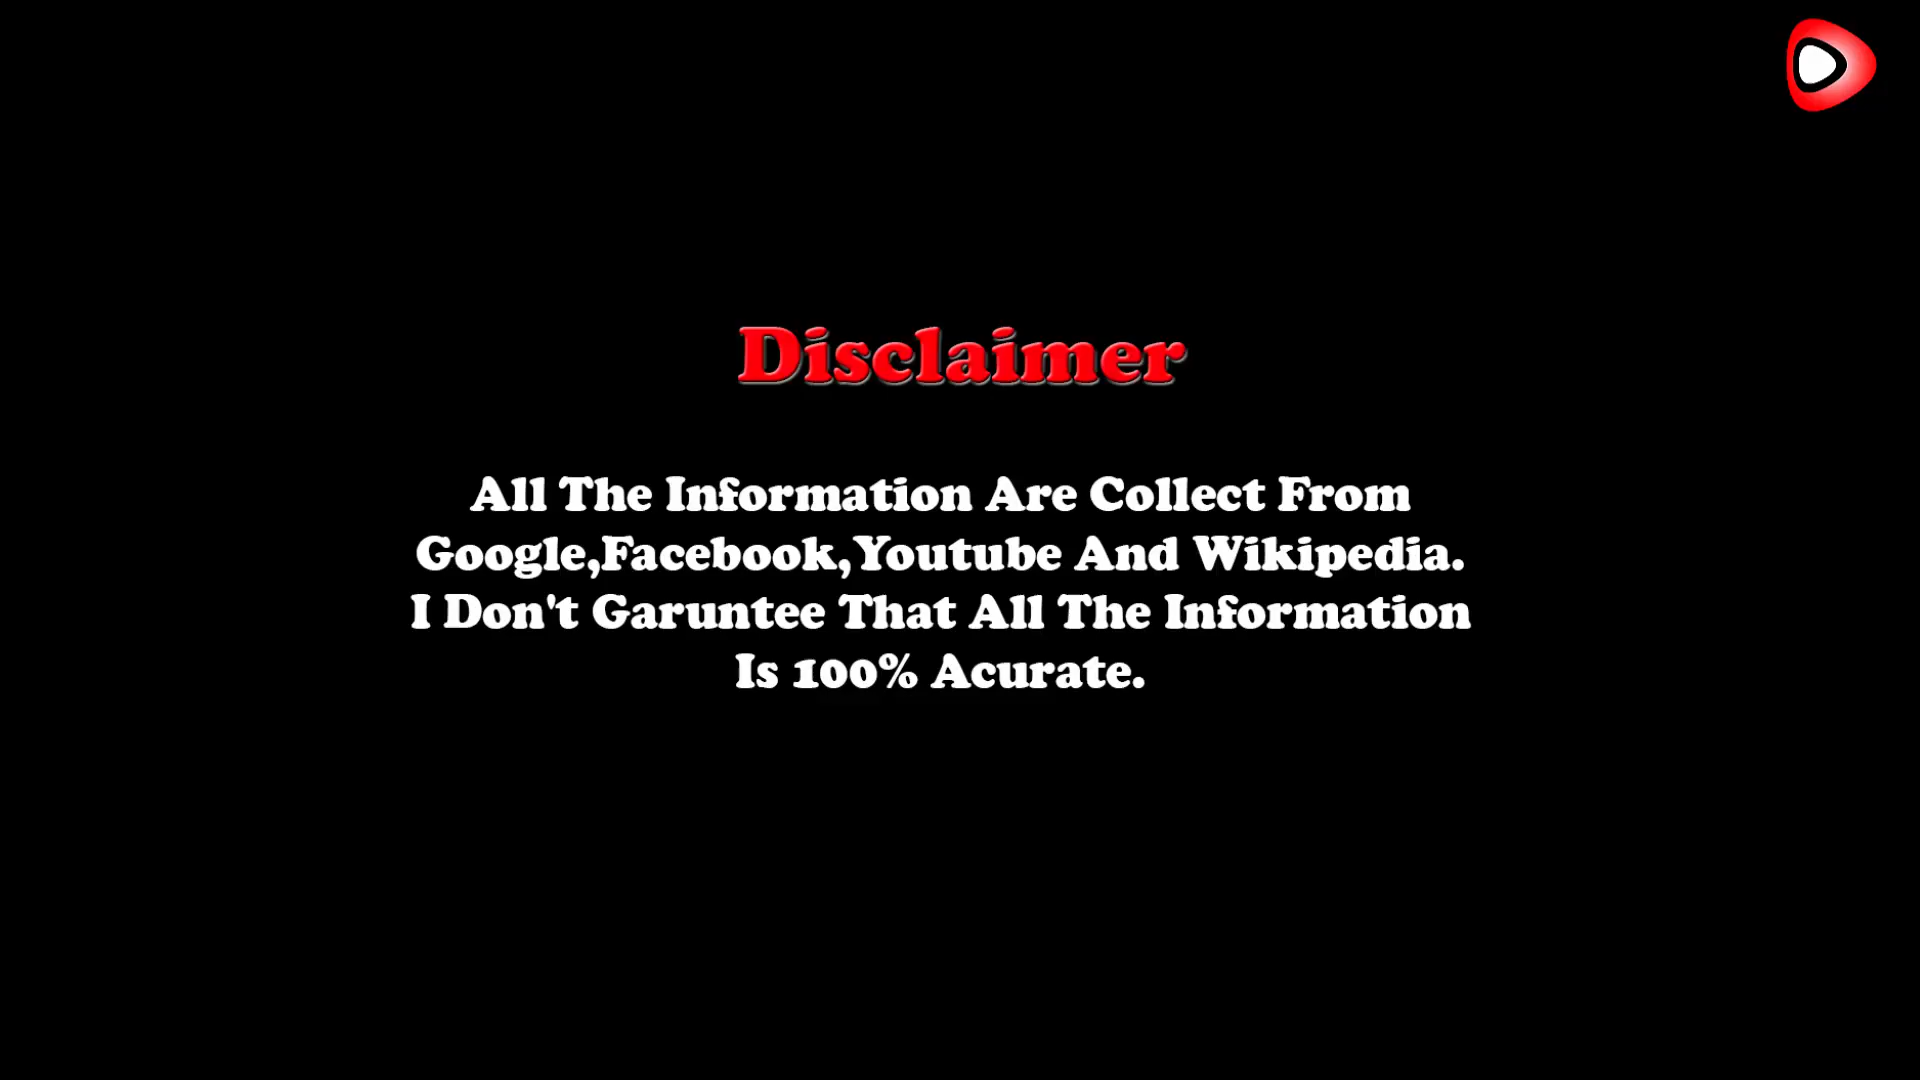 Disclaimer
All The Information Are Collect From
Google,Facebook,Youtube And Wikipedia.
I Don't Garuntee That All The Information
Is 100% Acurate.